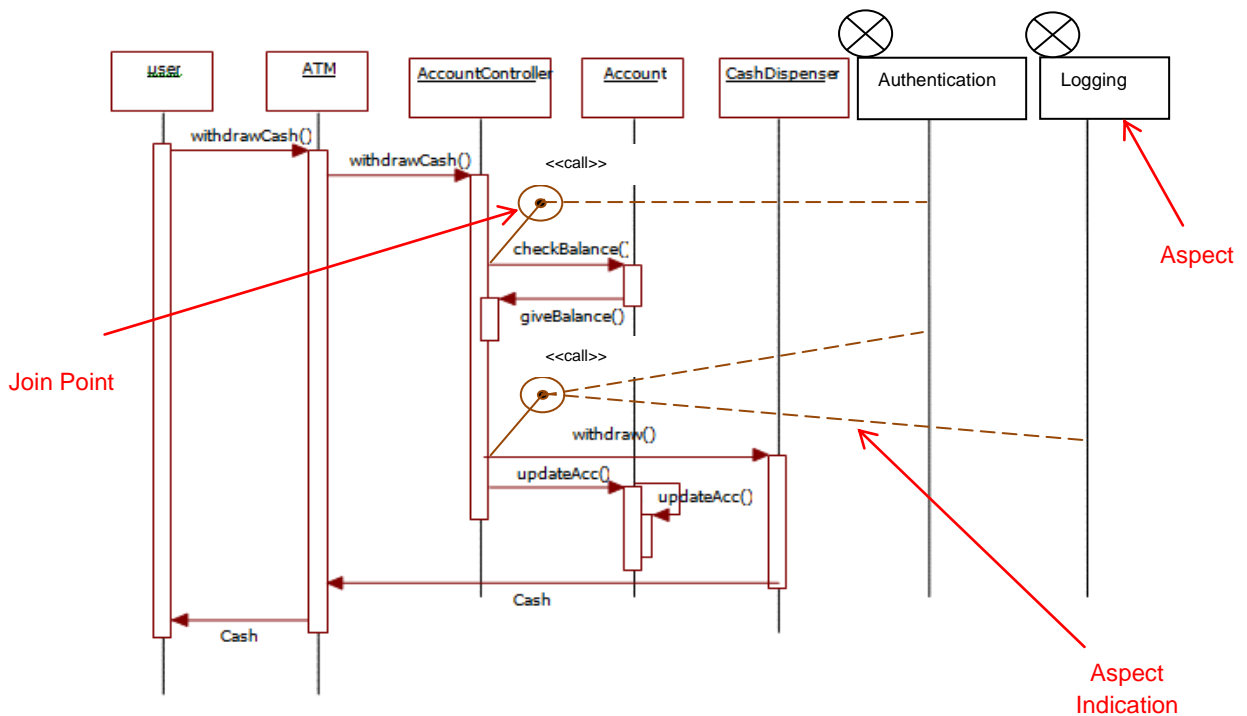 user
ATM
AccountController
Account
CashDispenser
Authentication
Logging
withdrawCash()
withdrawCash()
<<call>>
Aspect
checkBalance()
giveBalance()
<<call>>
Join Point
withdraw()
updateAcc()
updateAcc()
Cash
Cash
Aspect
Indication